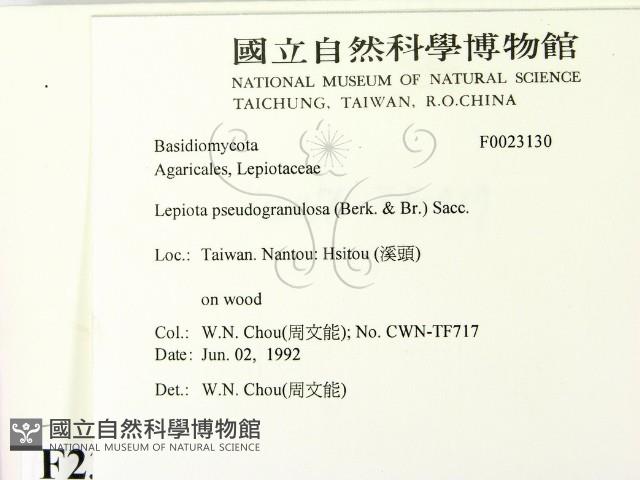 國立自然科學博物館
NATIONAL MUSEUM OF NATURAL SCIENCE
TAICHUNG, TAIWAN, R.O.CHINA
Basidiomycota F0023130
Agaricales, Lepiotaceae
Lepiota pseudogranulosa (Berk. & Br.) Sacc.
Loc.: Taiwan. Nantou: Hsitou (溪頭)
on wood
Col.: W.N. Chou(周文能); No. CWN-TF717
Date: Jun. 02, 1992
Det.: W.N. Chou(周文能)
國立自然科學博物館
NATIONAL MUSEUM OF NATURAL SCIENCE